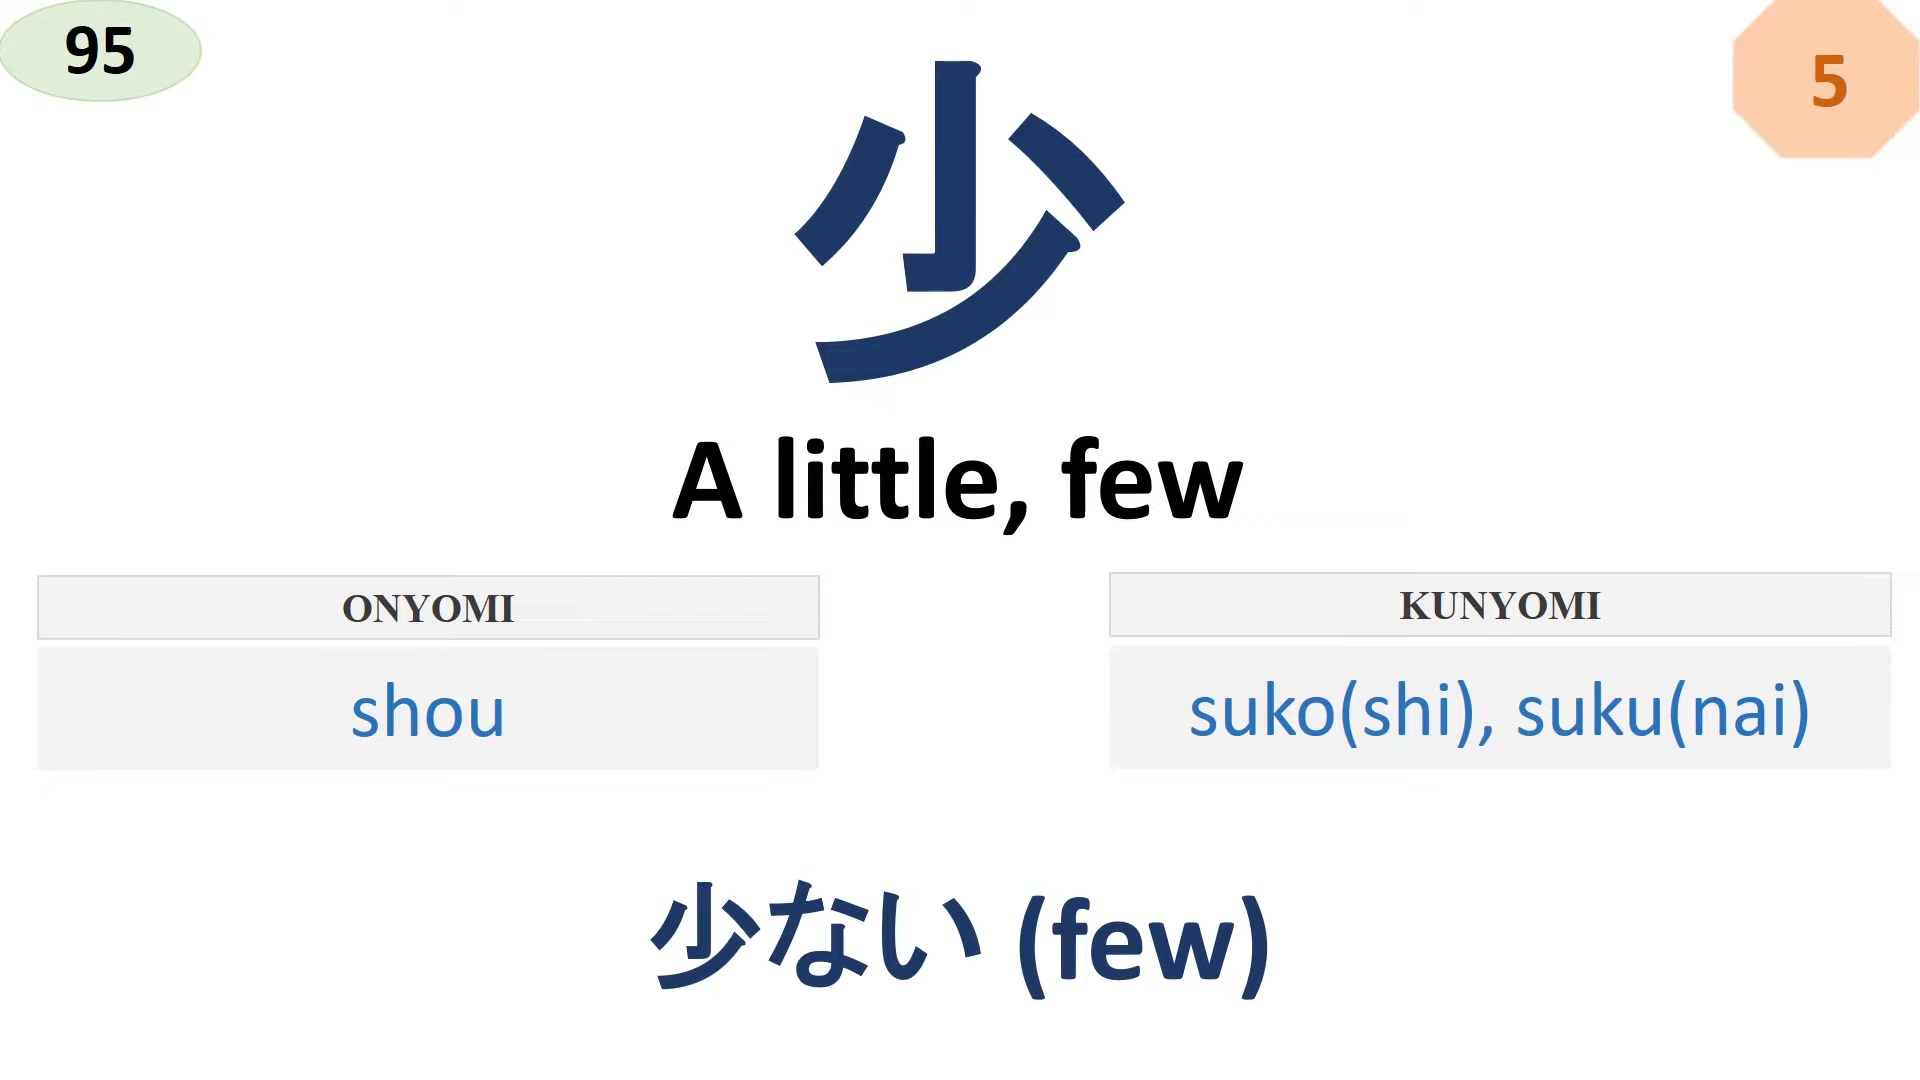 95
5
少
A little, few
ONYOMI
KUNYOMI
shou
suko(shi), suku(nai)
少ない (few)